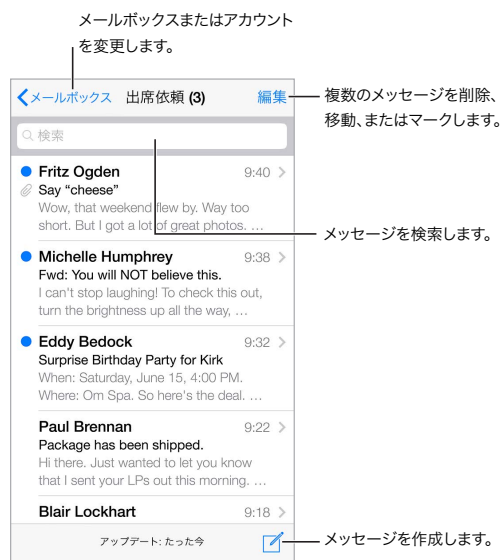 メールボックスまたはアカウント
を変更します。
メールボックス 出席依頼 (3) 編集
複数のメッセージを削除、
移動、またはマークします。
検索
Fritz Ogden 9:40
Say “cheese”
Wow, that weekend flew by. Way too
short. But I got a lot of great photos. …
メッセージを検索します。
Michelle Humphrey 9:38
Fwd: You will NOT believe this.
I can't stop laughing! To check this out,
turn the brightness up all the way, …
Eddy Bedock 9:32
Surprise Birthday Party for Kirk
When: Saturday, June 15, 4:00 PM.
Where: Om Spa. So here's the deal. …
Paul Brennan 9:22
Package has been shipped.
Hi there. Just wanted to let you know
that I sent your LPs out this morning. …
Blair Lockhart 9:18
アップデート: たった今
メッセージを作成します。